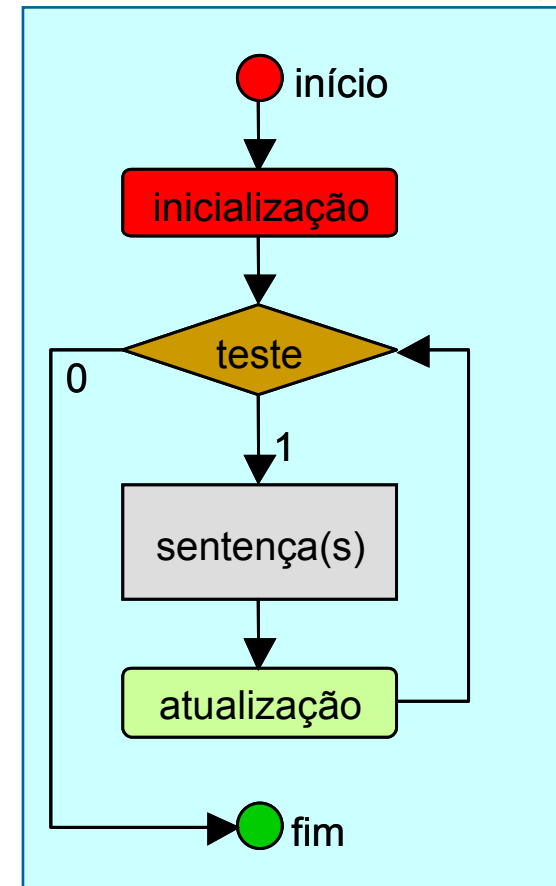 início
inicialização
teste
0
1
sentença(s)
atualização
fim